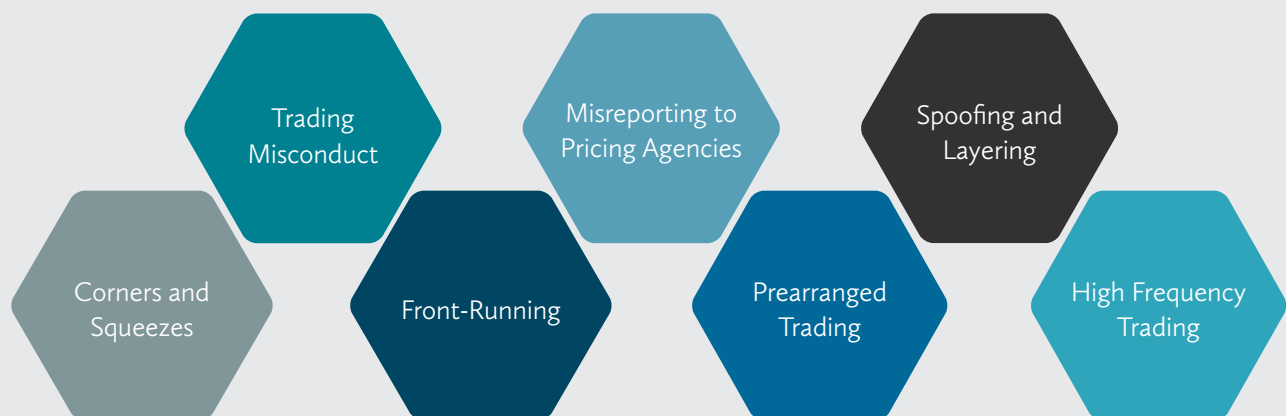 Trading
Misconduct
Misreporting to
Pricing Agencies
Spoofing and
Layering
Corners and
Squeezes
Front-Running
Prearranged
Trading
High Frequency
Trading